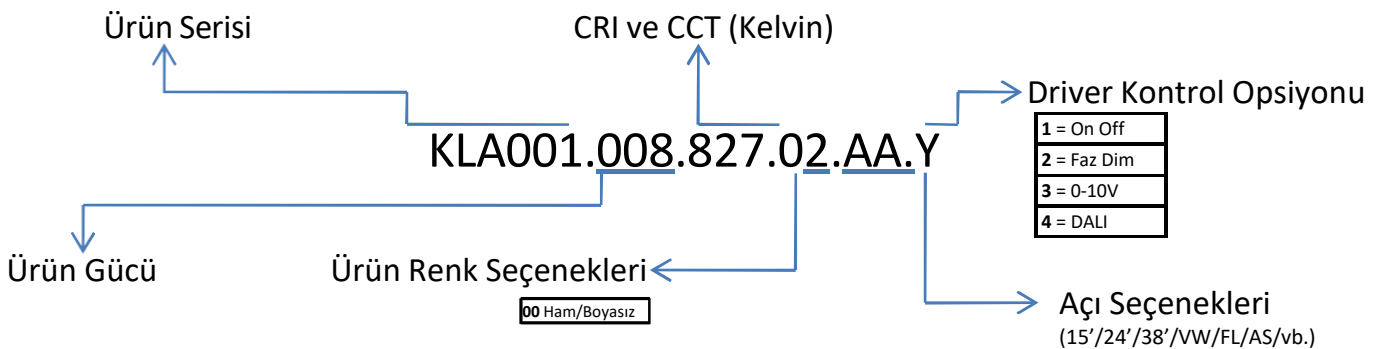 Ürün Serisi
CRI ve CCT (Kelvin)
Driver Kontrol Opsiyonu
1 = On Off
2 = Faz Dim
3 = 0-10V
4 = DALI
KLA001.008.827.02.AA.Y
Ürün Gücü
Ürün Renk Seçenekleri
00 Ham/Boyasız
Açı Seçenekleri
(15’/24’/38’/VW/FL/AS/vb.)